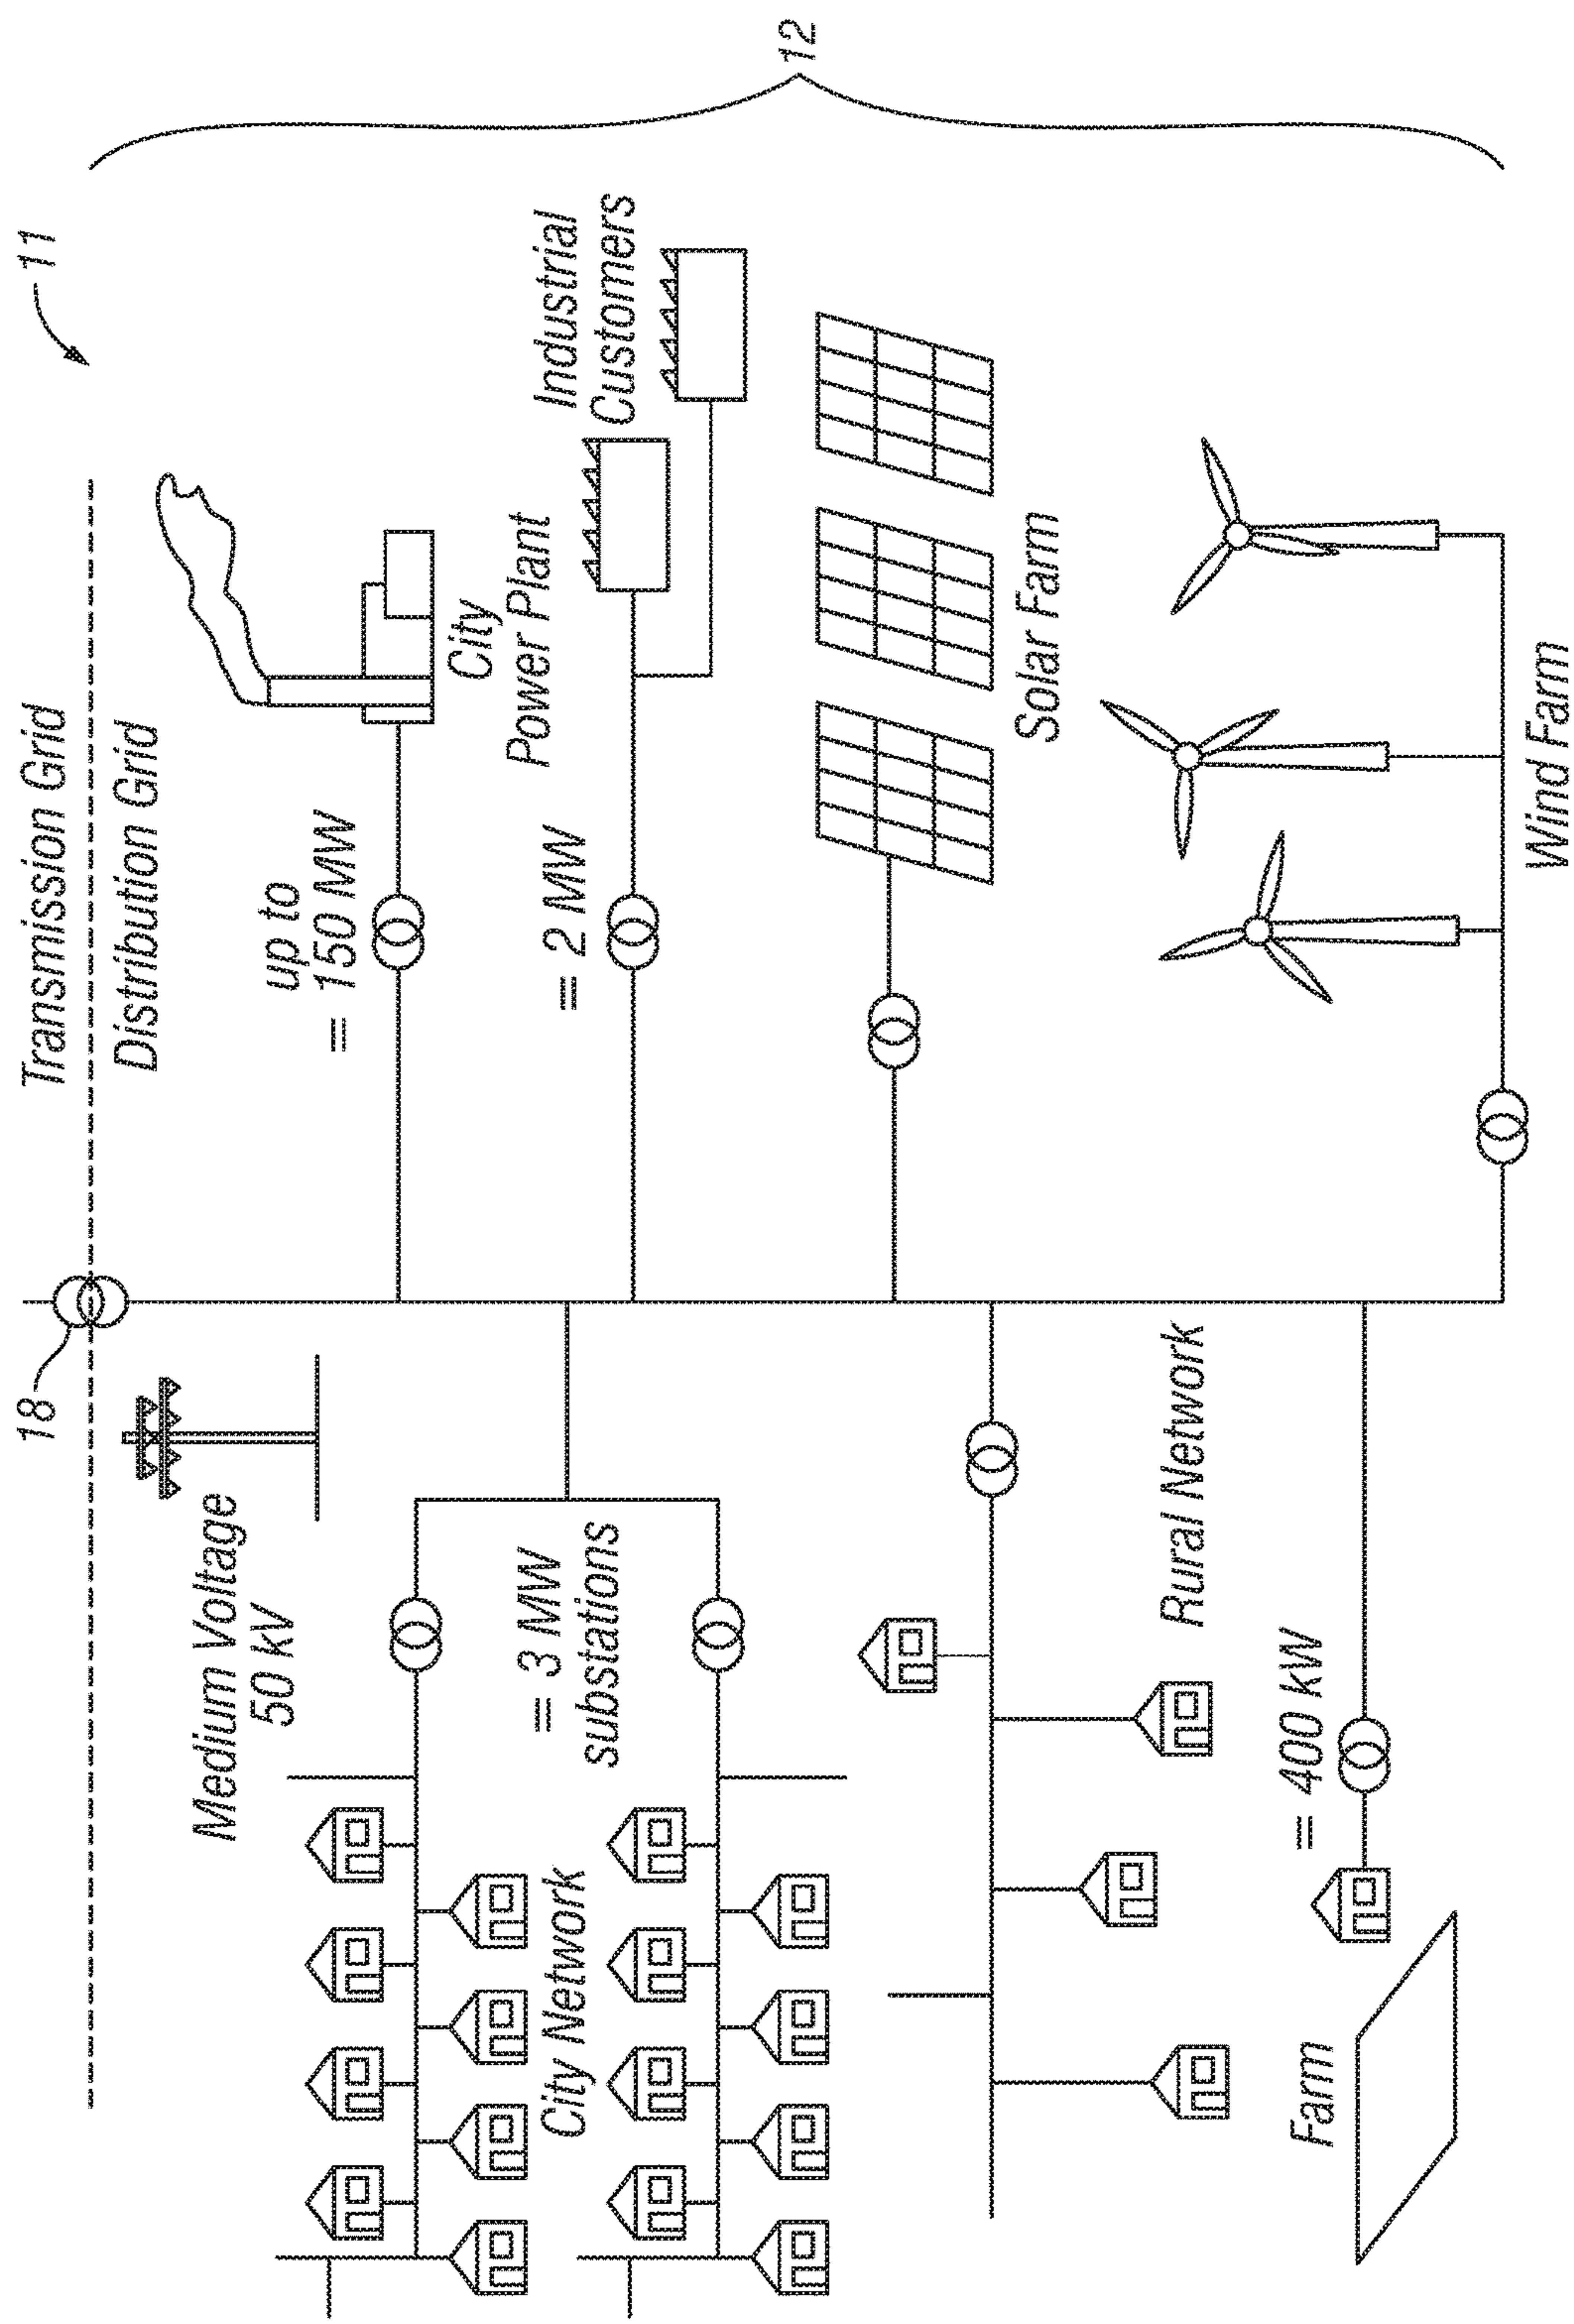 11
Transmission Grid
Distribution Grid
18
Medium Voltage
50 kV
up to
= 150 MW
City
Power Plant
= 2 MW
Industrial
Customers
= 3 MW
substations
City Network
Solar Farm
Rural Network
= 400 kW
Farm
Wind Farm
12